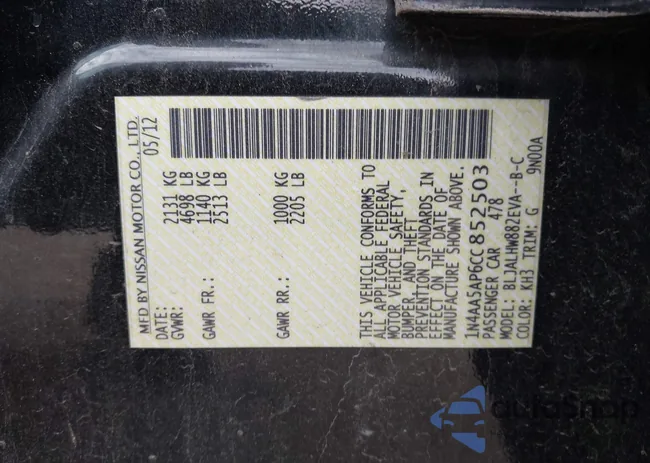 MFD BY NISSAN MOTOR CO., LTD.
DATE: 05/12
GVWR: 2131 KG
4698 LB
GAWR FR: 1140 KG
2513 LB
GAWR RR: 1000 KG
2205 LB
THIS VEHICLE CONFORMS TO
ALL APPLICABLE FEDERAL
MOTOR VEHICLE SAFETY,
BUMPER, AND THEFT
PREVENTION STANDARDS IN
EFFECT ON THE DATE OF
MANUFACTURE SHOWN ABOVE.
1N4AA5AP6CC852503
PASSENGER CAR 478
MODEL: BLJALHW882EVA--B-C
COLOR: KH3 TRIM: G 9N00A
autoSnap